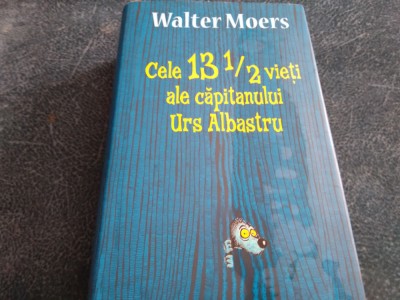 Walter Moers
Cele 13 1/2 vieți
ale căpitanului
Urs Albastru